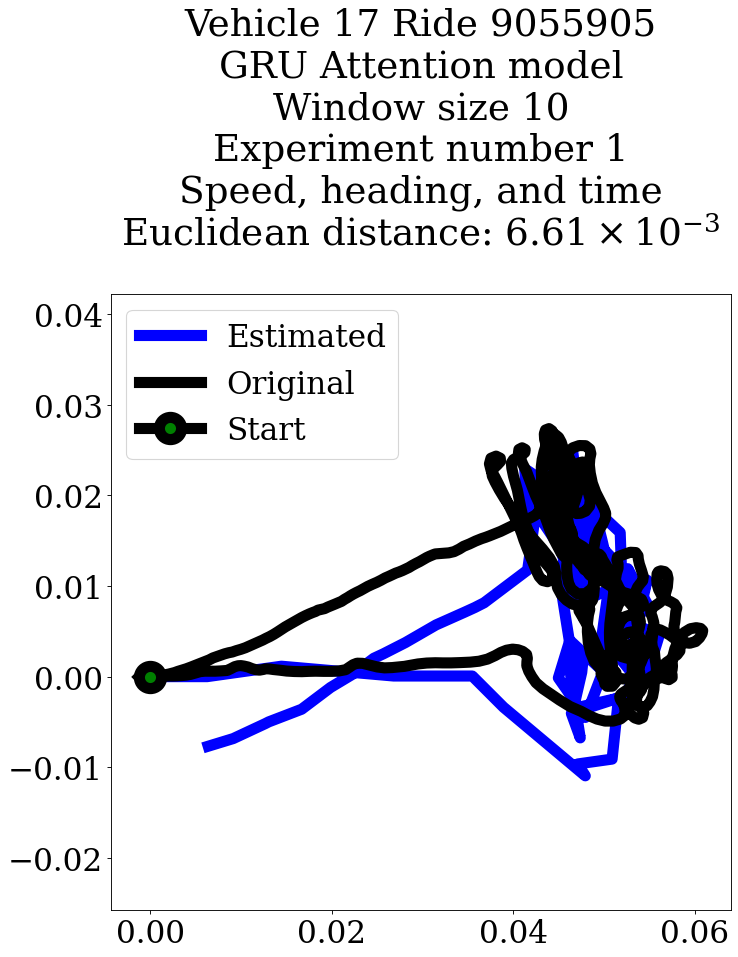 Vehicle 17 Ride 9055905
GRU Attention model
Window size 10
Experiment number 1
Speed, heading, and time
Euclidean distance: 6.61 × 10⁻³
Estimated
Original
Start
0.04
0.03
0.02
0.01
0.00
−0.01
−0.02
0.00 0.02 0.04 0.06